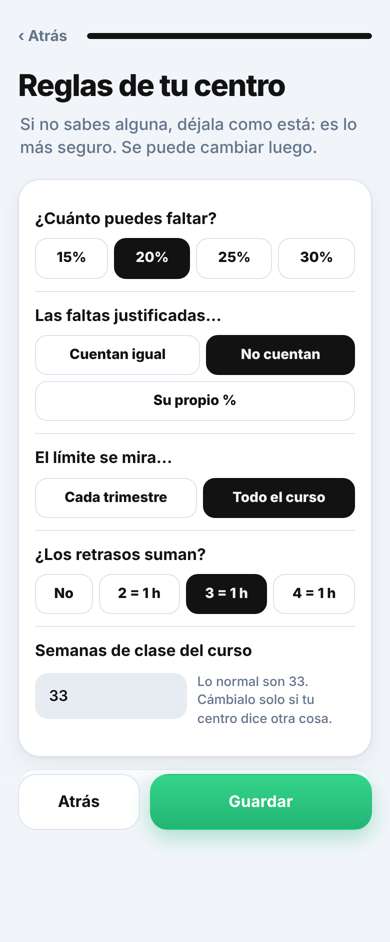 ‹ Atrás
Reglas de tu centro
Si no sabes alguna, déjala como está: es lo
más seguro. Se puede cambiar luego.
¿Cuánto puedes faltar?
15% 20% 25% 30%
Las faltas justificadas...
Cuentan igual No cuentan
Su propio %
El límite se mira...
Cada trimestre Todo el curso
¿Los retrasos suman?
No 2 = 1 h 3 = 1 h 4 = 1 h
Semanas de clase del curso
33
Lo normal son 33.
Cámbialo solo si tu
centro dice otra cosa.
Atrás Guardar